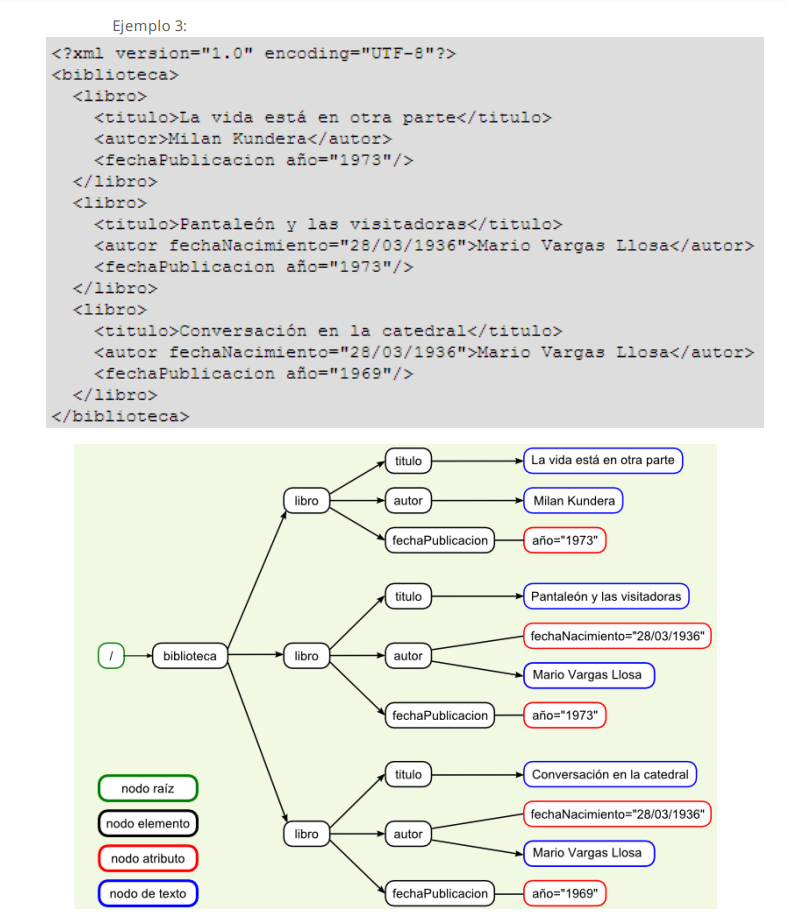 Ejemplo 3:
<?xml version="1.0" encoding="UTF-8"?>
<biblioteca>
  <libro>
    <titulo>La vida está en otra parte</titulo>
    <autor>Milan Kundera</autor>
    <fechaPublicacion año="1973"/>
  </libro>
  <libro>
    <titulo>Pantaleón y las visitadoras</titulo>
    <autor fechaNacimiento="28/03/1936">Mario Vargas Llosa</autor>
    <fechaPublicacion año="1973"/>
  </libro>
  <libro>
    <titulo>Conversación en la catedral</titulo>
    <autor fechaNacimiento="28/03/1936">Mario Vargas Llosa</autor>
    <fechaPublicacion año="1969"/>
  </libro>
</biblioteca>
titulo La vida está en otra parte
libro autor Milan Kundera
fechaPublicacion año="1973"
titulo Pantaleón y las visitadoras
fechaNacimiento="28/03/1936"
/ biblioteca libro autor
Mario Vargas Llosa
fechaPublicacion año="1973"
titulo Conversación en la catedral
nodo raíz
fechaNacimiento="28/03/1936"
nodo elemento
libro autor
Mario Vargas Llosa
nodo atributo
nodo de texto
fechaPublicacion año="1969"